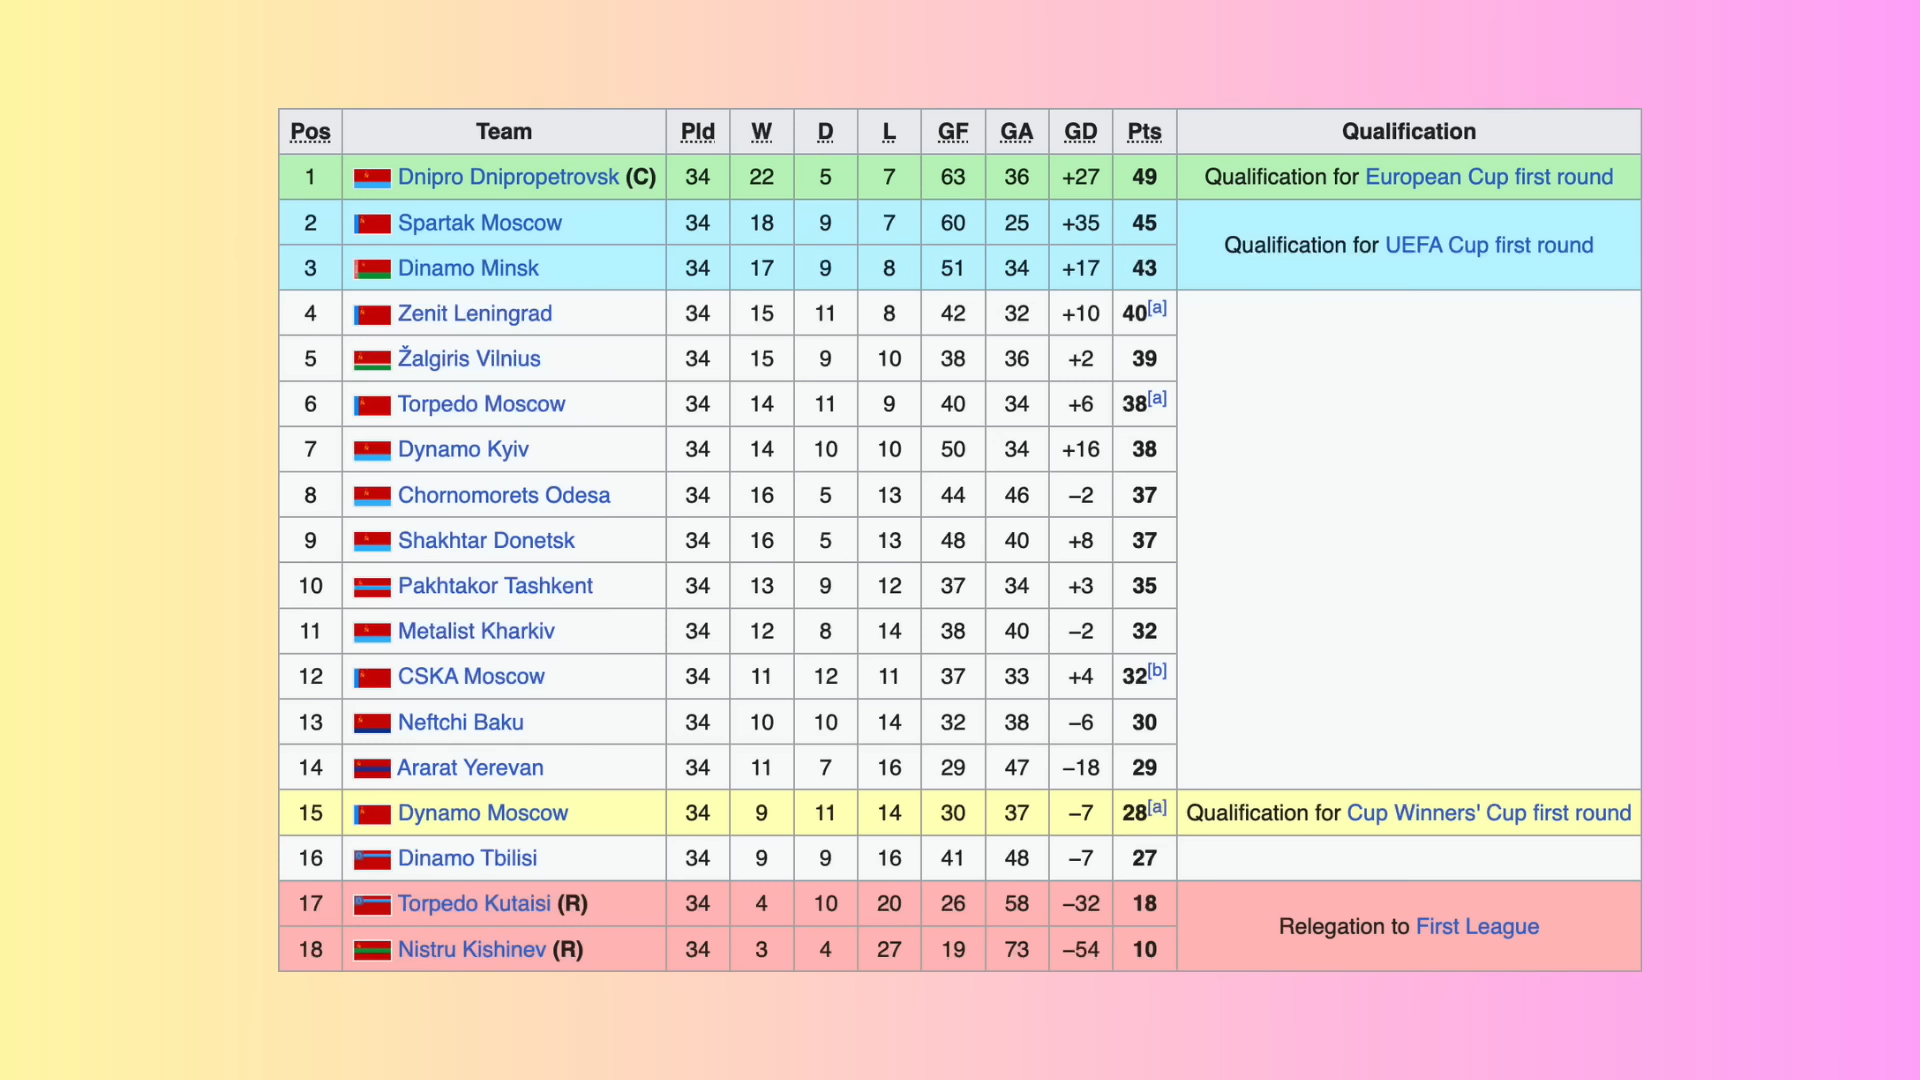 Pos Team Pld W D L GF GA GD Pts Qualification
1 Dnipro Dnipropetrovsk (C) 34 22 5 7 63 36 +27 49 Qualification for European Cup first round
2 Spartak Moscow 34 18 9 7 60 25 +35 45 Qualification for UEFA Cup first round
3 Dinamo Minsk 34 17 9 8 51 34 +17 43
4 Zenit Leningrad 34 15 11 8 42 32 +10 40[a]
5 Žalgiris Vilnius 34 15 9 10 38 36 +2 39
6 Torpedo Moscow 34 14 11 9 40 34 +6 38[a]
7 Dynamo Kyiv 34 14 10 10 50 34 +16 38
8 Chornomorets Odesa 34 16 5 13 44 46 −2 37
9 Shakhtar Donetsk 34 16 5 13 48 40 +8 37
10 Pakhtakor Tashkent 34 13 9 12 37 34 +3 35
11 Metalist Kharkiv 34 12 8 14 38 40 −2 32
12 CSKA Moscow 34 11 12 11 37 33 +4 32[b]
13 Neftchi Baku 34 10 10 14 32 38 −6 30
14 Ararat Yerevan 34 11 7 16 29 47 −18 29
15 Dynamo Moscow 34 9 11 14 30 37 −7 28[a] Qualification for Cup Winners' Cup first round
16 Dinamo Tbilisi 34 9 9 16 41 48 −7 27
17 Torpedo Kutaisi (R) 34 4 10 20 26 58 −32 18 Relegation to First League
18 Nistru Kishinev (R) 34 3 4 27 19 73 −54 10